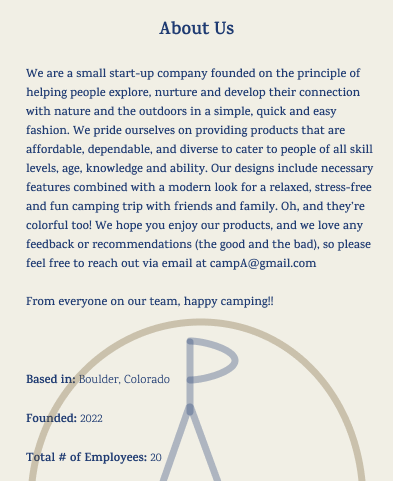 About Us
We are a small start-up company founded on the principle of
helping people explore, nurture and develop their connection
with nature and the outdoors in a simple, quick and easy
fashion. We pride ourselves on providing products that are
affordable, dependable, and diverse to cater to people of all skill
levels, age, knowledge and ability. Our designs include necessary
features combined with a modern look for a relaxed, stress-free
and fun camping trip with friends and family. Oh, and they're
colorful too! We hope you enjoy our products, and we love any
feedback or recommendations (the good and the bad), so please
feel free to reach out via email at campA@gmail.com
From everyone on our team, happy camping!!
Based in: Boulder, Colorado
Founded: 2022
Total # of Employees: 20